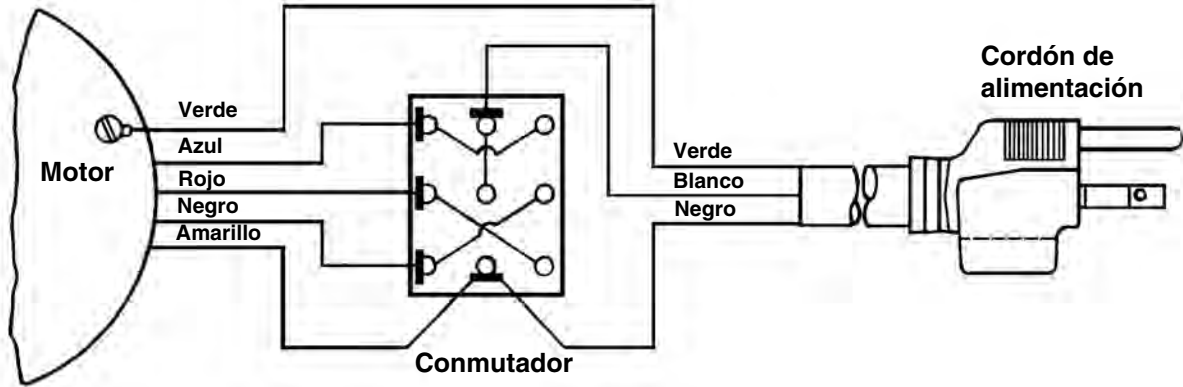 Cordón de
alimentación
Verde
Azul
Motor
Rojo
Negro
Amarillo
Verde
Blanco
Negro
Conmutador